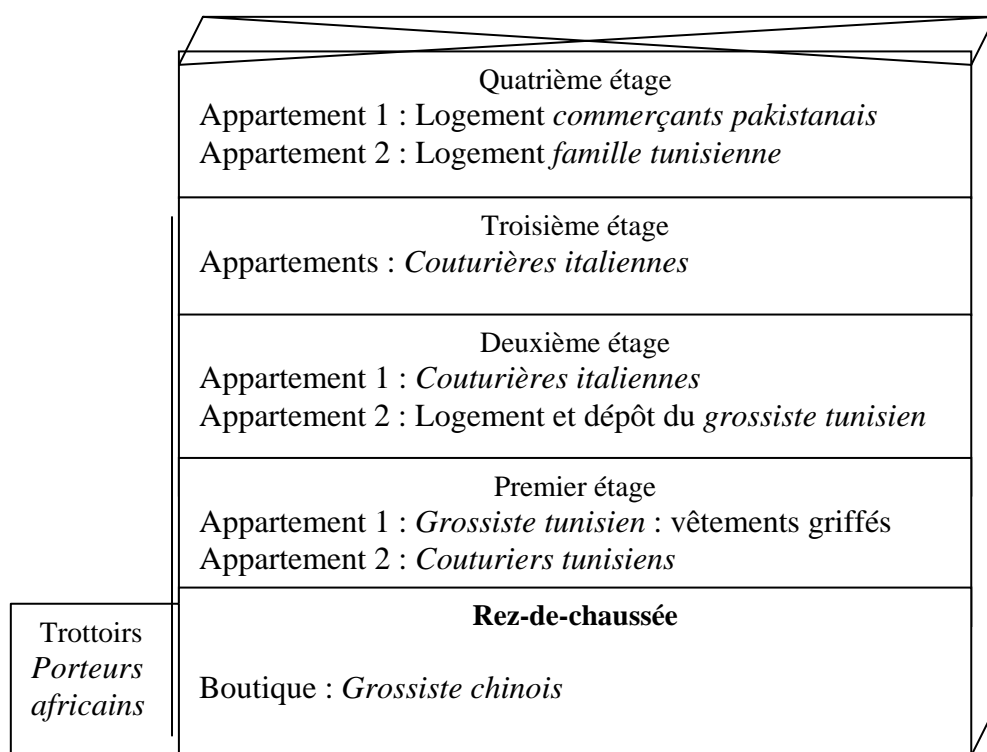 Quatrième étage
Appartement 1 : Logement commerçants pakistanais
Appartement 2 : Logement famille tunisienne
Troisième étage
Appartements : Couturières italiennes
Deuxième étage
Appartement 1 : Couturières italiennes
Appartement 2 : Logement et dépôt du grossiste tunisien
Premier étage
Appartement 1 : Grossiste tunisien : vêtements griffés
Appartement 2 : Couturiers tunisiens
Rez-de-chaussée
Boutique : Grossiste chinois
Trottoirs
Porteurs
africains